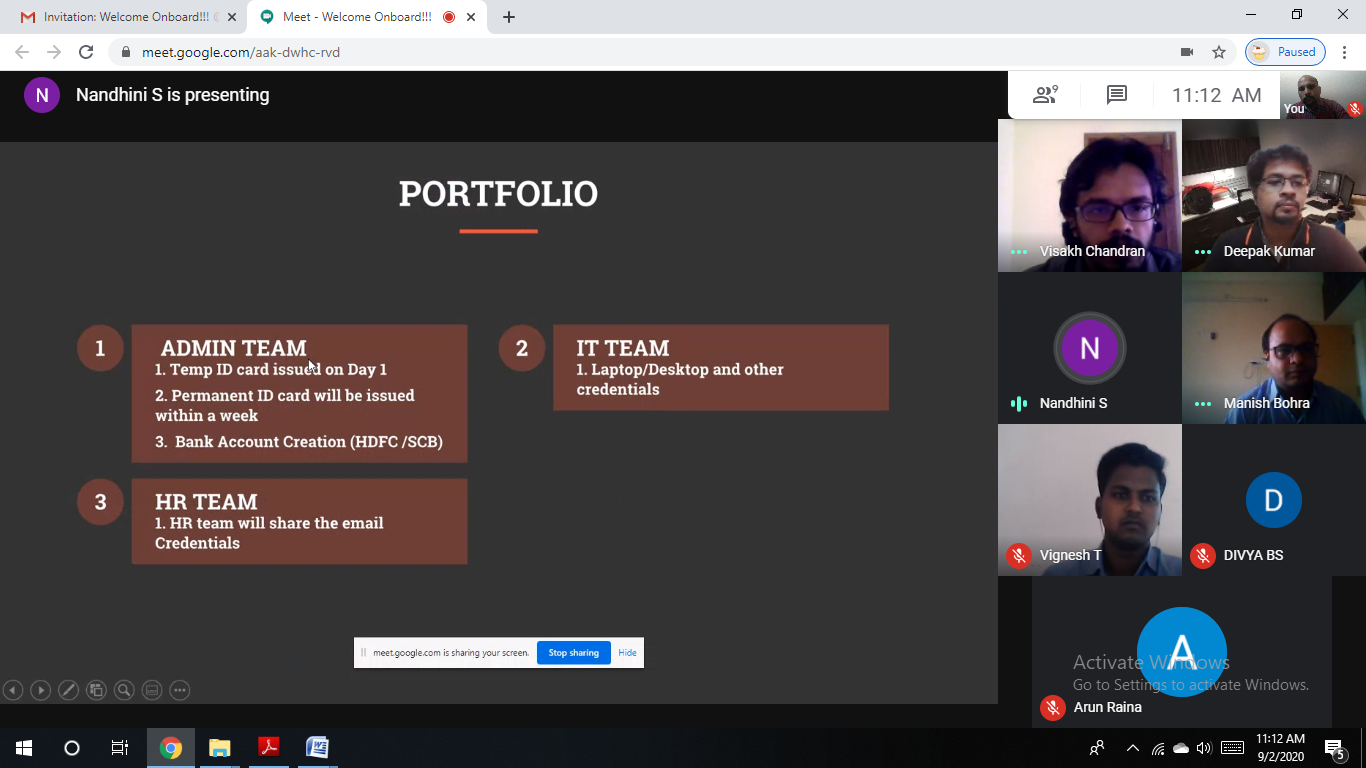 Invitation: Welcome Onboard!!!
Meet - Welcome Onboard!!!
meet.google.com/aak-dwhc-rvd
Paused
N
Nandhini S is presenting
9
11:12 AM
You
PORTFOLIO
1
ADMIN TEAM
1. Temp ID card issued on Day 1
2. Permanent ID card will be issued
within a week
3. Bank Account Creation (HDFC /SCB)
2
IT TEAM
1. Laptop/Desktop and other
credentials
3
HR TEAM
1. HR team will share the email
Credentials
meet.google.com is sharing your screen.
Stop sharing
Hide
Visakh Chandran
Deepak Kumar
N
Nandhini S
Manish Bohra
Vignesh T
D
DIVYA BS
A
Arun Raina
Activate Windows
Go to Settings to activate Windows.
11:12 AM
9/2/2020
5